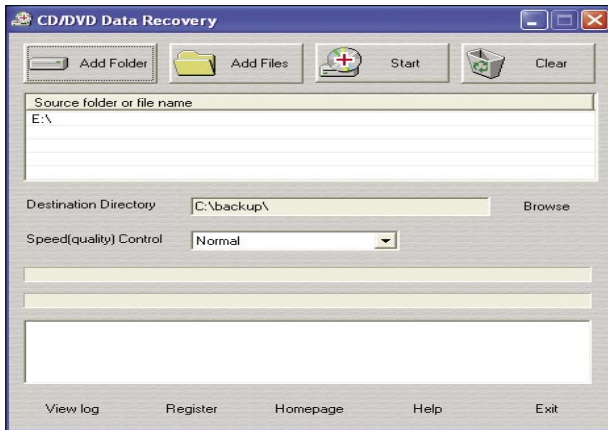 CD/DVD Data Recovery
Add Folder Add Files Start Clear
Source folder or file name
E:\
Destination Directory C:\backup\ Browse
Speed(quality) Control Normal
View log Register Homepage Help Exit